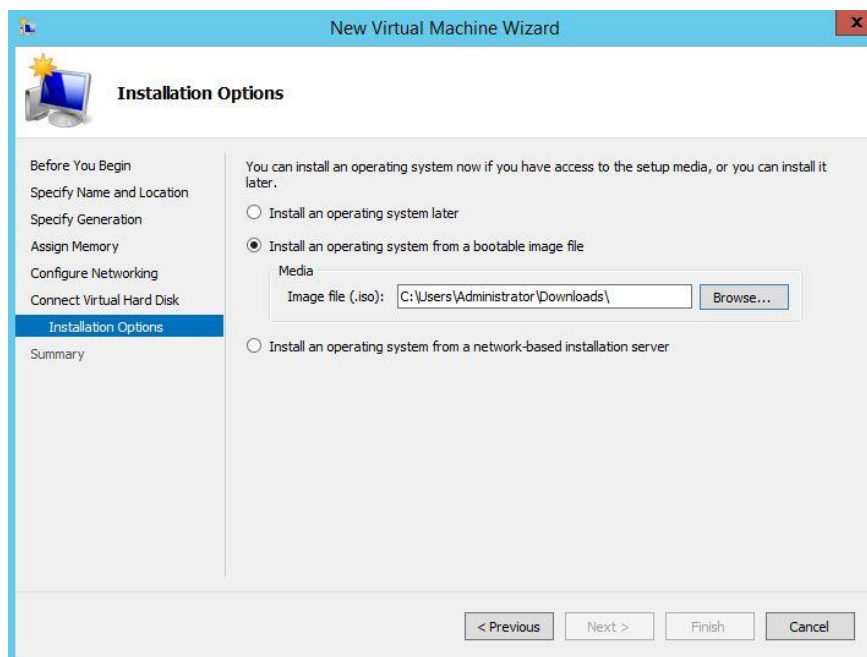 New Virtual Machine Wizard
x
Installation Options
Before You Begin
Specify Name and Location
Specify Generation
Assign Memory
Configure Networking
Connect Virtual Hard Disk
Installation Options
Summary
You can install an operating system now if you have access to the setup media, or you can install it
later.
Install an operating system later
Install an operating system from a bootable image file
Media
Image file (.iso): C:\Users\Administrator\Downloads\ Browse...
Install an operating system from a network-based installation server
< Previous Next > Finish Cancel